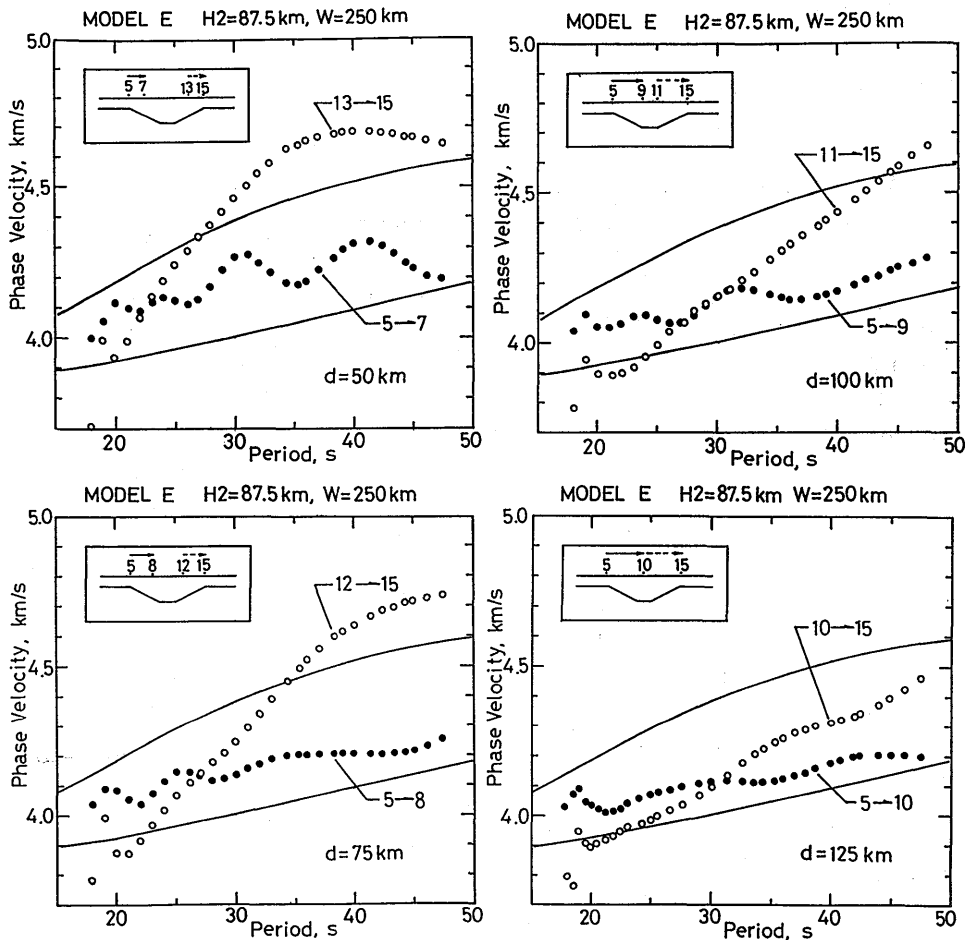 MODEL E H2=87.5 km, W=250 km
5.0
4.5
4.0
Phase Velocity, km/s
5 7 13 15
13—15
5—7
d=50 km
20 30 40 50
Period, s
MODEL E H2=87.5 km, W=250 km
5.0
4.5
4.0
Phase Velocity, km/s
5 9 11 15
11—15
5—9
d=100 km
20 30 40 50
Period, s
MODEL E H2=87.5 km, W=250 km
5.0
4.5
4.0
Phase Velocity, km/s
5 8 12 15
12—15
5—8
d=75 km
20 30 40 50
Period, s
MODEL E H2=87.5 km W=250 km
5.0
4.5
4.0
Phase Velocity, km/s
5 10 15
10—15
5—10
d=125 km
20 30 40 50
Period, s